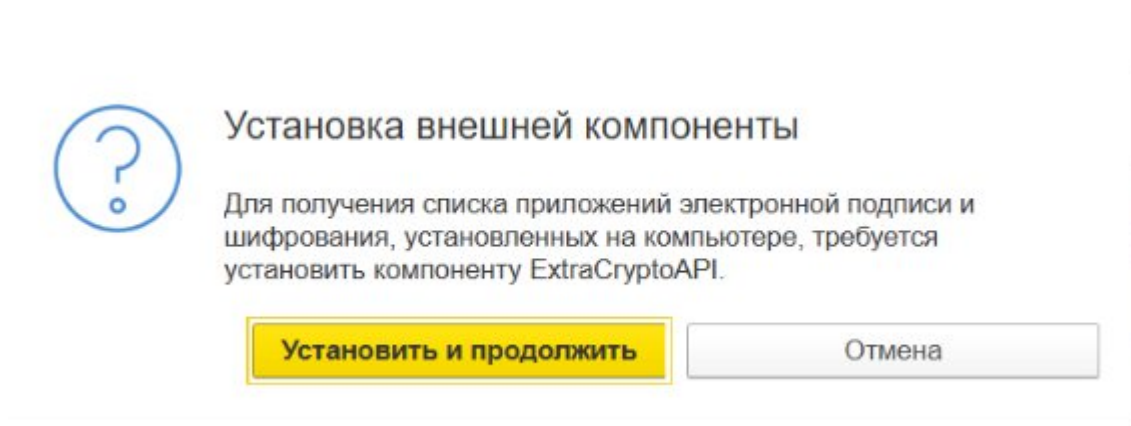 Установка внешней компоненты
Для получения списка приложений электронной подписи и
шифрования, установленных на компьютере, требуется
установить компоненту ExtraCryptoAPI.
Установить и продолжить
Отмена